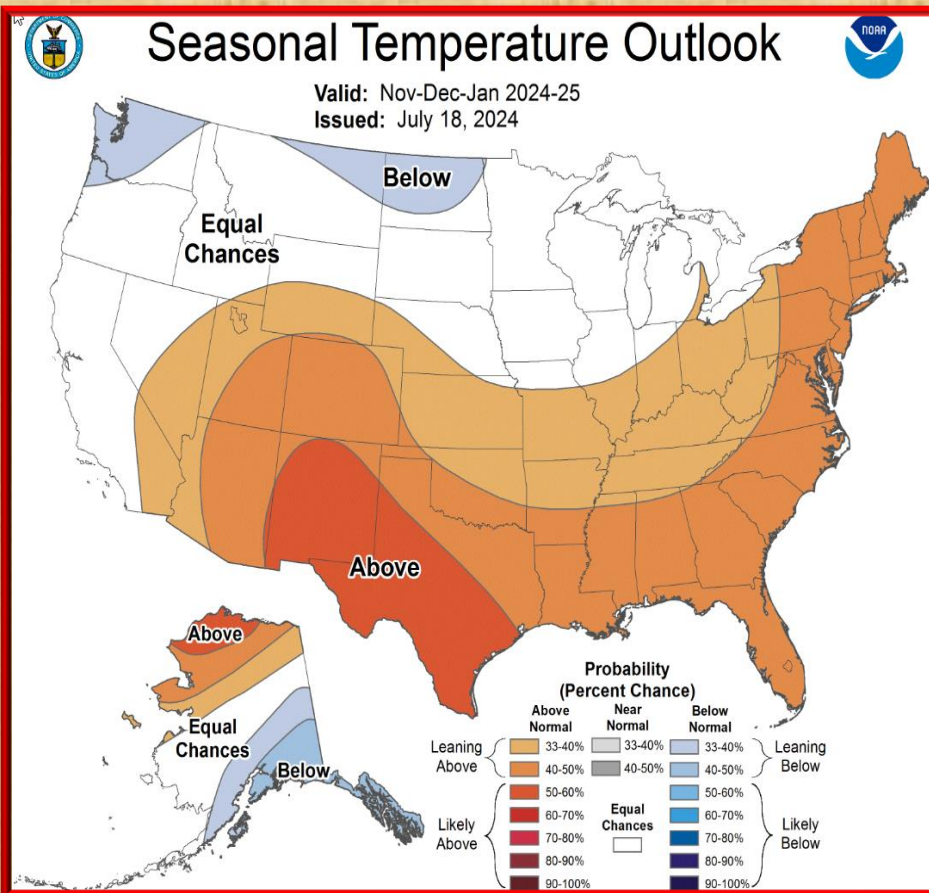 Seasonal Temperature Outlook
NOAA
Valid: Nov-Dec-Jan 2024-25
Issued: July 18, 2024
Below
Equal
Chances
Above
Above
Equal
Chances
Below
Probability
(Percent Chance)
Above
Normal
Near
Normal
Below
Normal
Leaning
Above
33-40%
33-40%
33-40%
Leaning
Below
40-50%
40-50%
40-50%
Likely
Above
50-60%
60-70%
70-80%
80-90%
90-100%
Equal
Chances
50-60%
60-70%
70-80%
80-90%
90-100%
Likely
Below